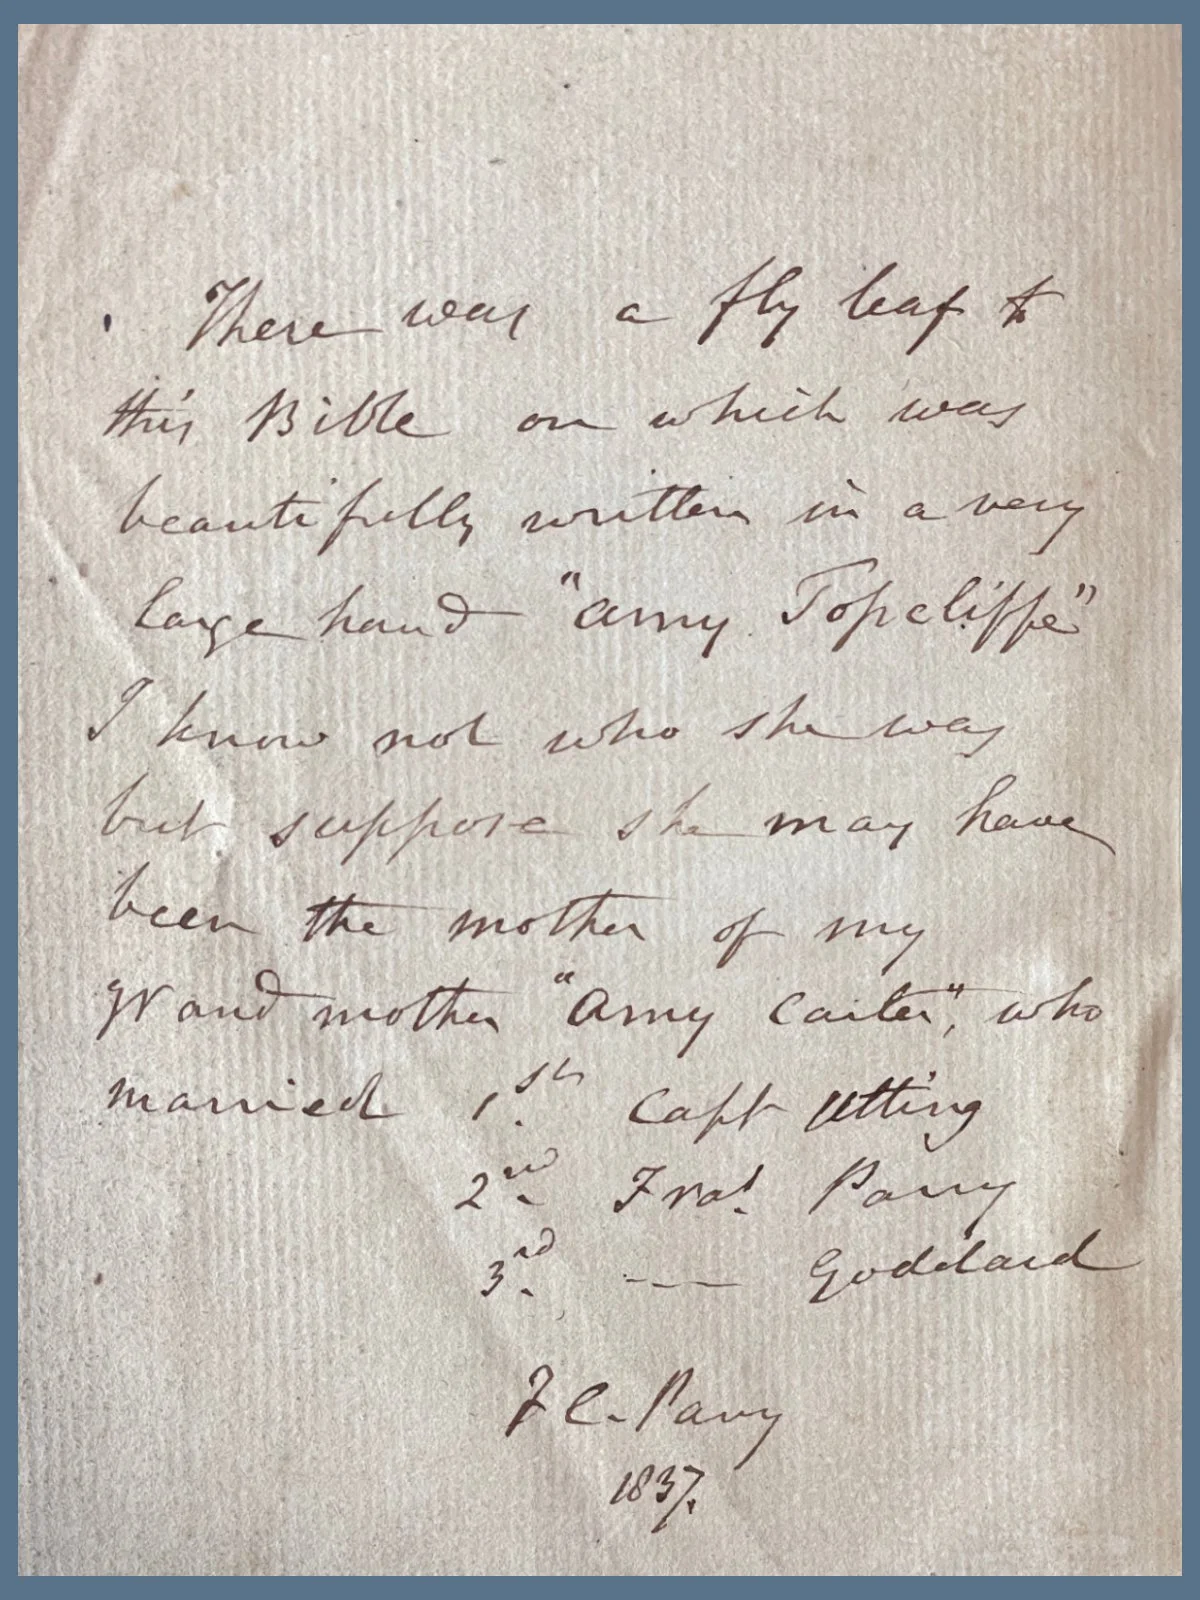 There was a fly leaf to
this Bible on which was
beautifully written in a very
large hand "Amy Topcliffe"
I know not who she was
but suppose she may have
been the mother of my
grand mother "Amy Carter", who
married 1st. Capt Utting
2nd. Fras. Parry
3rd. --- Goddard
F C. Parry
1837.